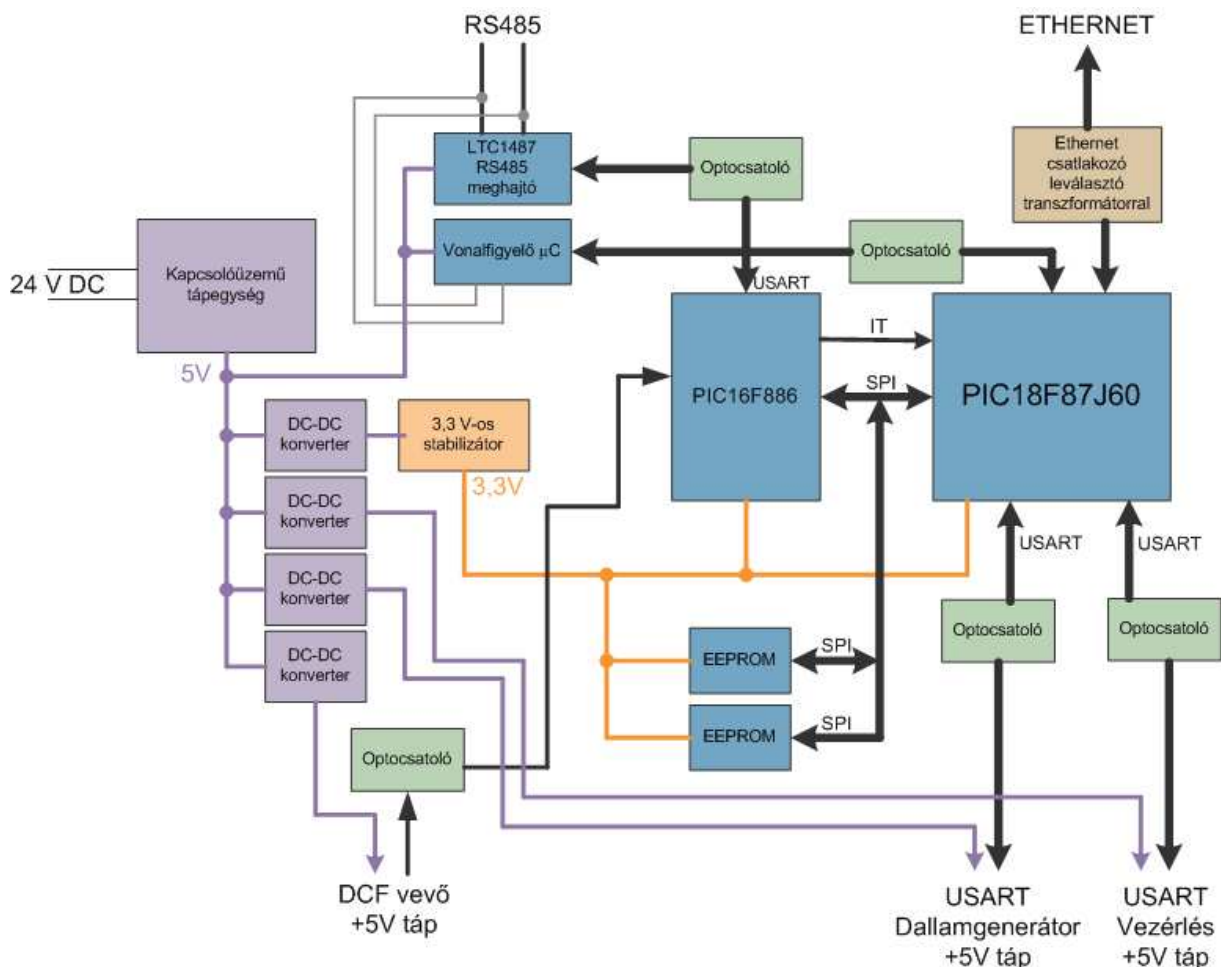 RS485
ETHERNET
LTC1487
RS485
meghajtó
Optocsatoló
Ethernet
csatlakozó
leválasztó
transzformátorral
Vonalfigyelő µC
Optocsatoló
Kapcsolóüzemű
tápegység
24 V DC
USART
5V
IT
SPI
PIC16F886
PIC18F87J60
DC-DC
konverter
3,3 V-os
stabilizátor
3,3V
DC-DC
konverter
USART
USART
DC-DC
konverter
Optocsatoló
Optocsatoló
DC-DC
konverter
EEPROM
SPI
EEPROM
SPI
Optocsatoló
DCF vevő
+5V táp
USART
Dallamgenerátor
+5V táp
USART
Vezérlés
+5V táp